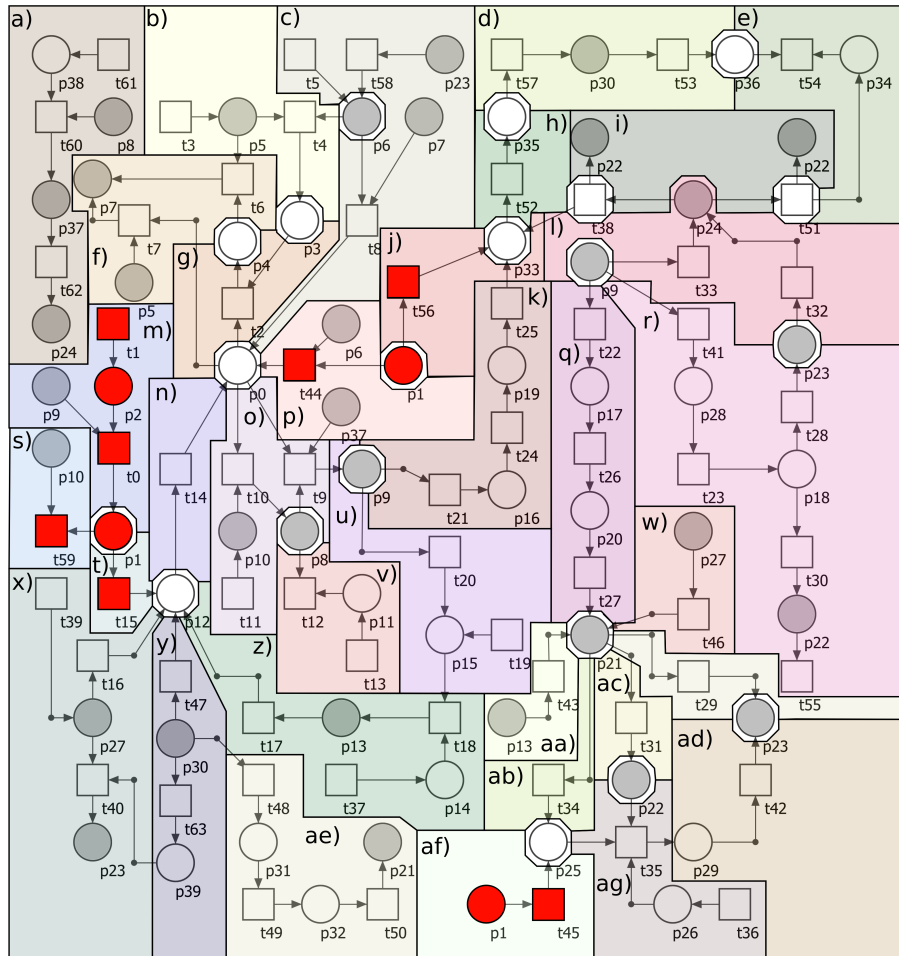 a) b) c) d) e)
p38 t61 t5 t58 p23 t57 p30 t53 p36 t54 p34
t60 p8 t3 p5 t4 p6 p7 p35 h) p22 i) p22
p7 t6 t52
p37 t7 p3 t8 t38 p24 t51
f) g) p4 j) p33 l)
t62 p5 t56 p9 t33 t32
p24 m) t1 t2 p6 k) t25 r)
p9 p2 n) p0 t44 p1 p19 q) t22 t41 p23
o) p) p37 p17 p28 t28
s) p10 t0 t14 t10 t9 p9 t24 t26 t23 p18
t59 p1 p10 p8 u) t21 p16 p20 w) p27 t30
t) t20 t27
x) t39 t15 p12 t11 t12 v) p11 t46 p22
y) z) p15 t19 p21
t16 t13 t43 ac) t29 t55
p27 t47 t17 p13 t18 p13 aa) t31 ad) p23
p30 ab)
t40 t63 t48 t37 p14 t34 p22 t42
p23 p39 p31 ae) p21 af) p25 t35 p29
ag)
t49 p32 t50 p1 t45 p26 t36